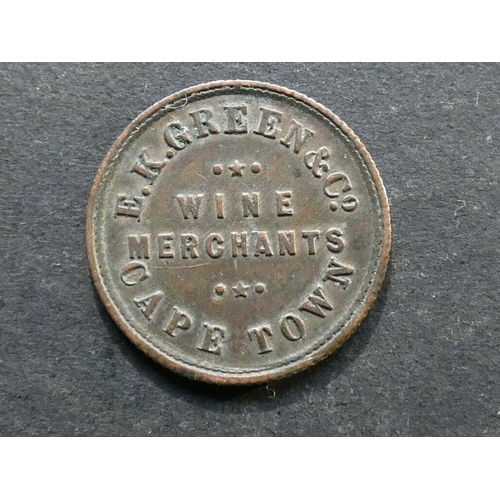 E.K.GREEN & Cº
WINE
MERCHANTS
CAPE TOWN